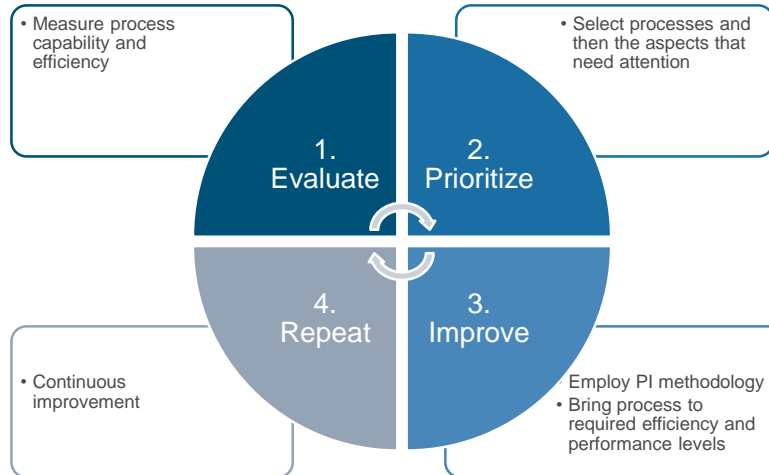 • Measure process
capability and
efficiency
• Select processes and
then the aspects that
need attention
1.
Evaluate
2.
Prioritize
4.
Repeat
3.
Improve
• Continuous
improvement
Employ PI methodology
• Bring process to
required efficiency and
performance levels